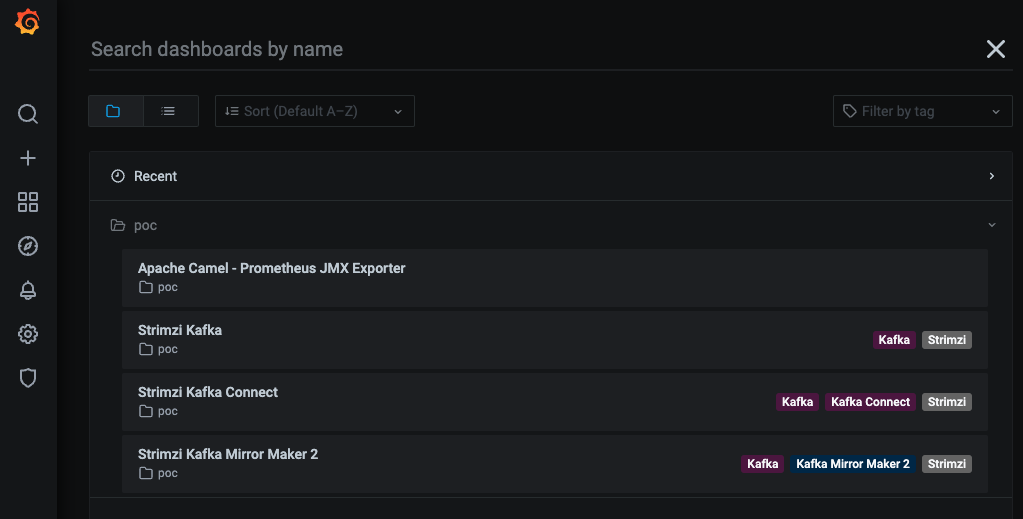 Search dashboards by name
Sort (Default A–Z)
Filter by tag
Recent
poc
Apache Camel - Prometheus JMX Exporter
poc
Strimzi Kafka
poc
Kafka Strimzi
Strimzi Kafka Connect
poc
Kafka Kafka Connect Strimzi
Strimzi Kafka Mirror Maker 2
poc
Kafka Kafka Mirror Maker 2 Strimzi